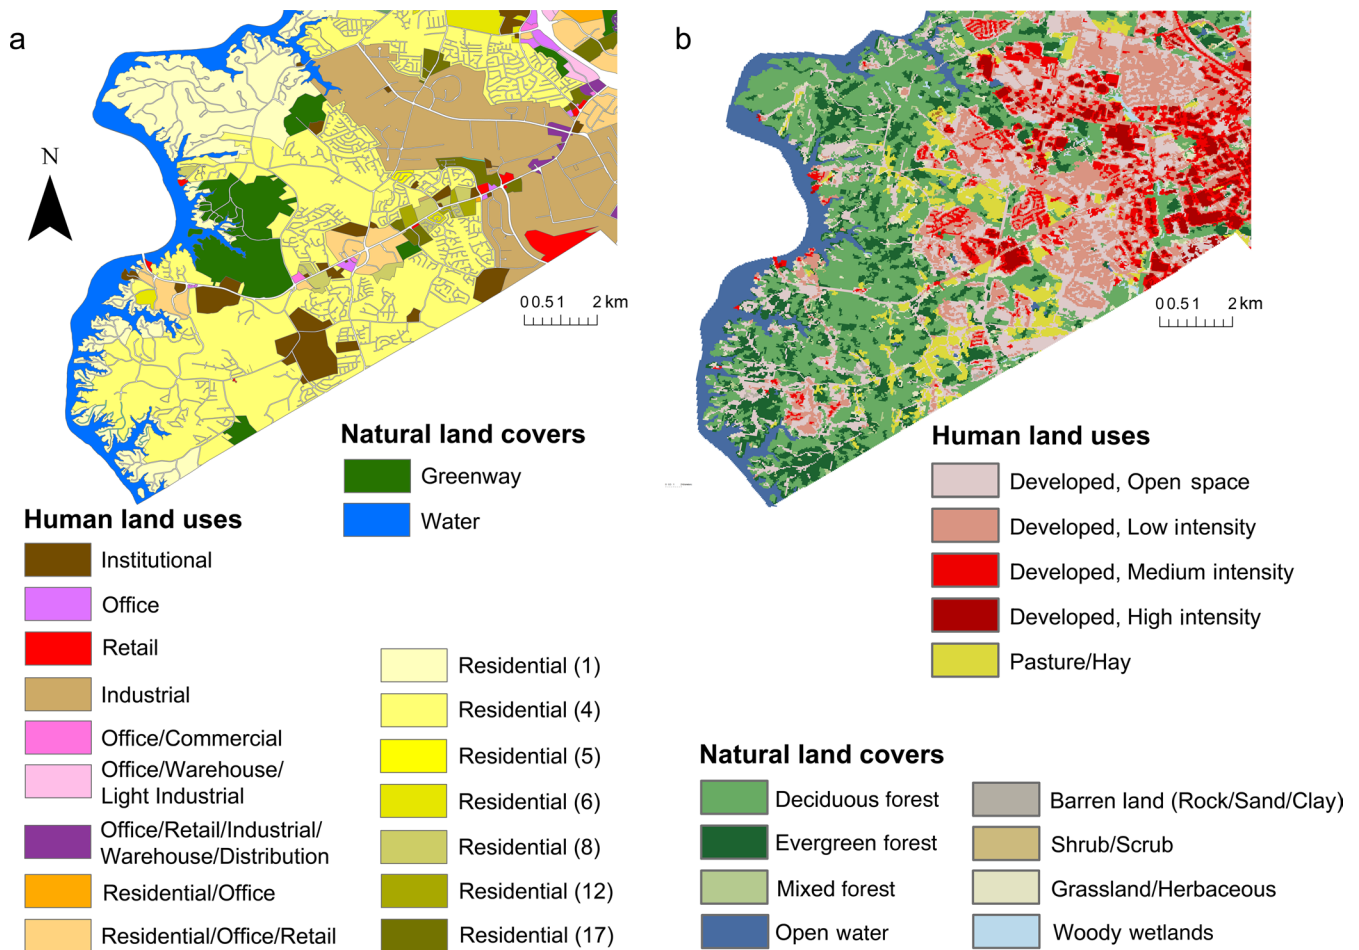 a
N
0 0.5 1 2 km
Natural land covers
Greenway
Water
Human land uses
Institutional
Office
Retail
Industrial
Office/Commercial
Office/Warehouse/
Light Industrial
Office/Retail/Industrial/
Warehouse/Distribution
Residential/Office
Residential/Office/Retail
Residential (1)
Residential (4)
Residential (5)
Residential (6)
Residential (8)
Residential (12)
Residential (17)
b
0 0.5 1 2 km
Human land uses
Developed, Open space
Developed, Low intensity
Developed, Medium intensity
Developed, High intensity
Pasture/Hay
Natural land covers
Deciduous forest
Evergreen forest
Mixed forest
Open water
Barren land (Rock/Sand/Clay)
Shrub/Scrub
Grassland/Herbaceous
Woody wetlands